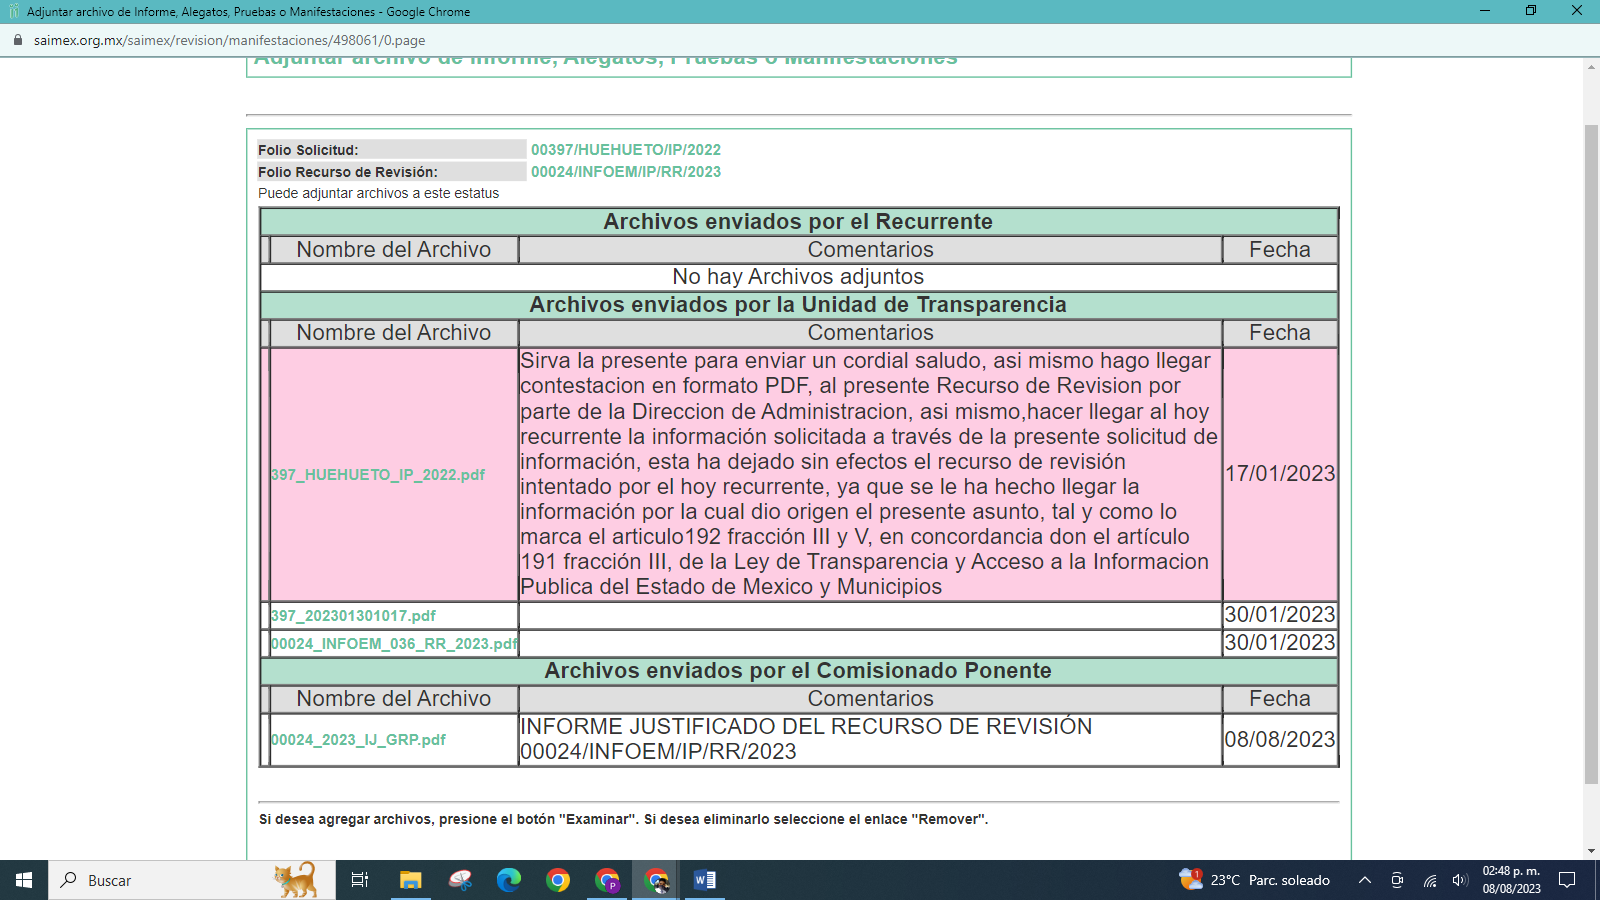 Adjuntar archivo de Informe, Alegatos, Pruebas o Manifestaciones - Google Chrome
saimex.org.mx/saimex/revision/manifestaciones/498061/0.page
Adjuntar archivo de Informe, Alegatos, Pruebas o Manifestaciones
Folio Solicitud: 00397/HUEHUETO/IP/2022
Folio Recurso de Revisión: 00024/INFOEM/IP/RR/2023
Puede adjuntar archivos a este estatus
Archivos enviados por el Recurrente
Nombre del Archivo Comentarios Fecha
No hay Archivos adjuntos
Archivos enviados por la Unidad de Transparencia
Nombre del Archivo Comentarios Fecha
397_HUEHUETO_IP_2022.pdf
Sirva la presente para enviar un cordial saludo, asi mismo hago llegar
contestacion en formato PDF, al presente Recurso de Revision por
parte de la Direccion de Administracion, asi mismo,hacer llegar al hoy
recurrente la información solicitada a través de la presente solicitud de
información, esta ha dejado sin efectos el recurso de revisión
intentado por el hoy recurrente, ya que se le ha hecho llegar la
información por la cual dio origen el presente asunto, tal y como lo
marca el articulo192 fracción III y V, en concordancia don el artículo
191 fracción III, de la Ley de Transparencia y Acceso a la Informacion
Publica del Estado de Mexico y Municipios
17/01/2023
397_202301301017.pdf 30/01/2023
00024_INFOEM_036_RR_2023.pdf 30/01/2023
Archivos enviados por el Comisionado Ponente
Nombre del Archivo Comentarios Fecha
00024_2023_IJ_GRP.pdf
INFORME JUSTIFICADO DEL RECURSO DE REVISIÓN
00024/INFOEM/IP/RR/2023
08/08/2023
Si desea agregar archivos, presione el botón "Examinar". Si desea eliminarlo seleccione el enlace "Remover".
Buscar
P
W
1
23°C Parc. soleado
02:48 p. m.
08/08/2023